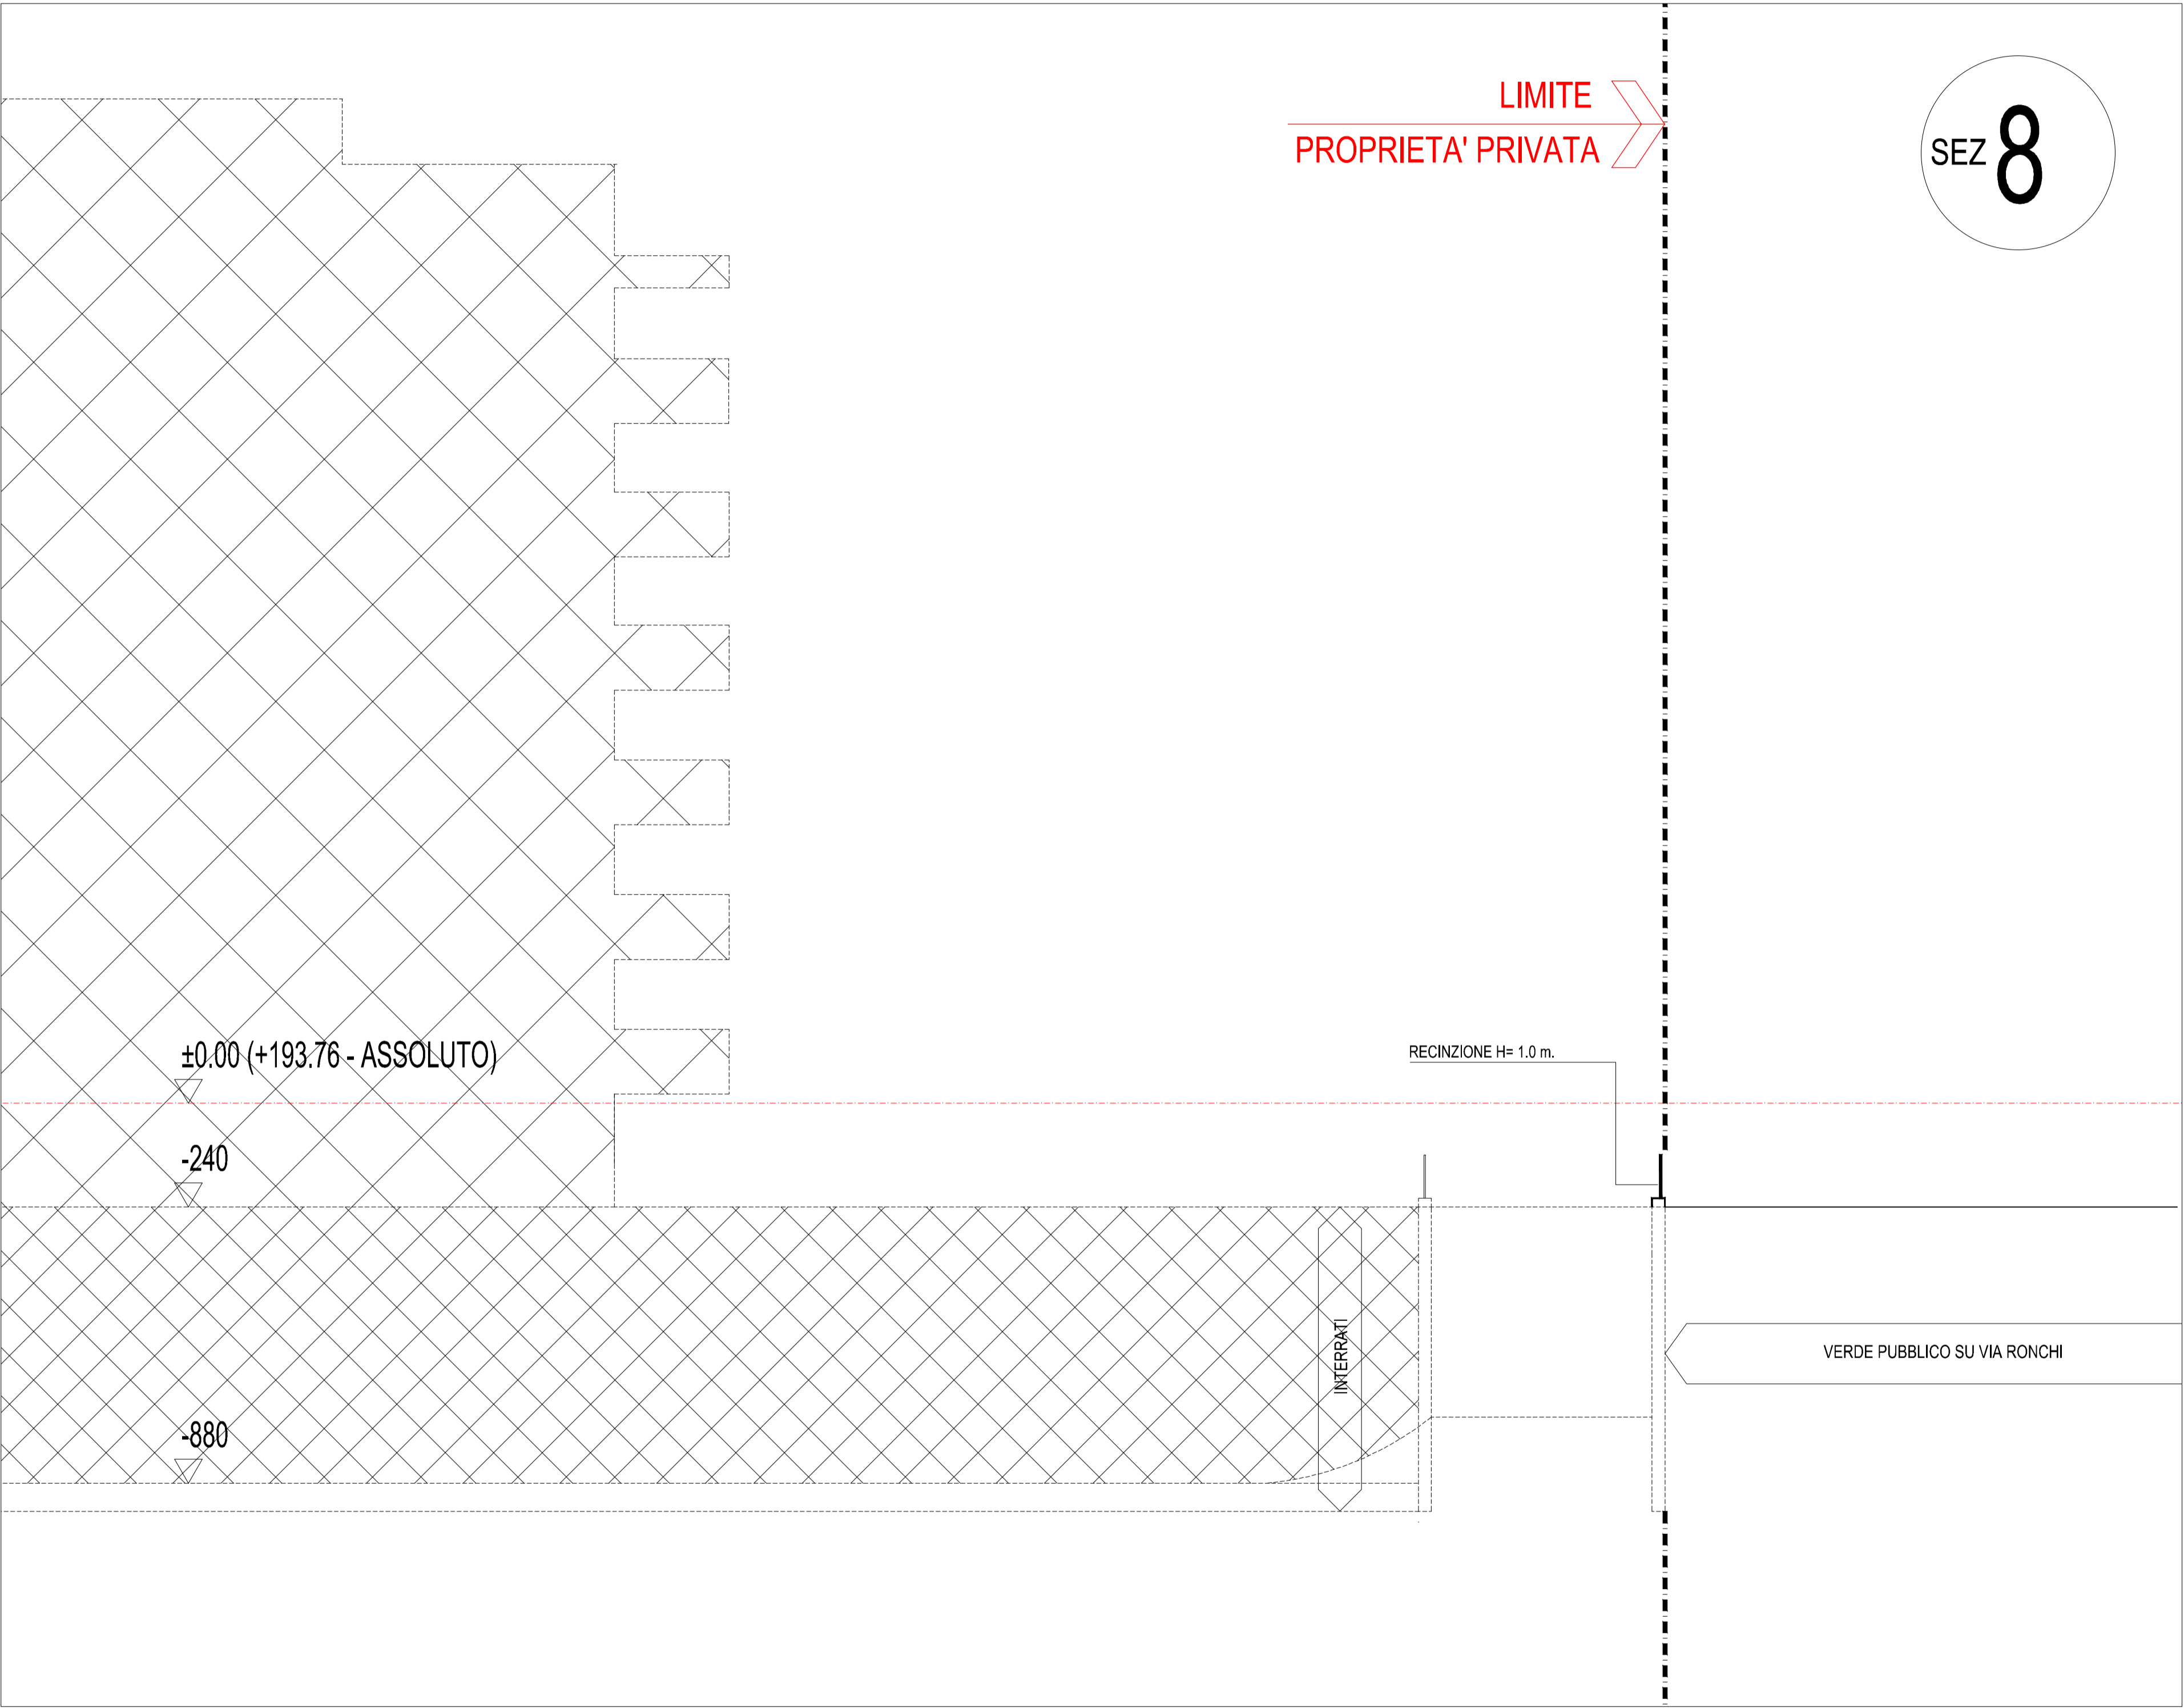 LIMITE
PROPRIETA' PRIVATA
SEZ 8
±0.00 (+193.76 - ASSOLUTO)
RECINZIONE H= 1.0 m.
-240
INTERRATI
VERDE PUBBLICO SU VIA RONCHI
-880